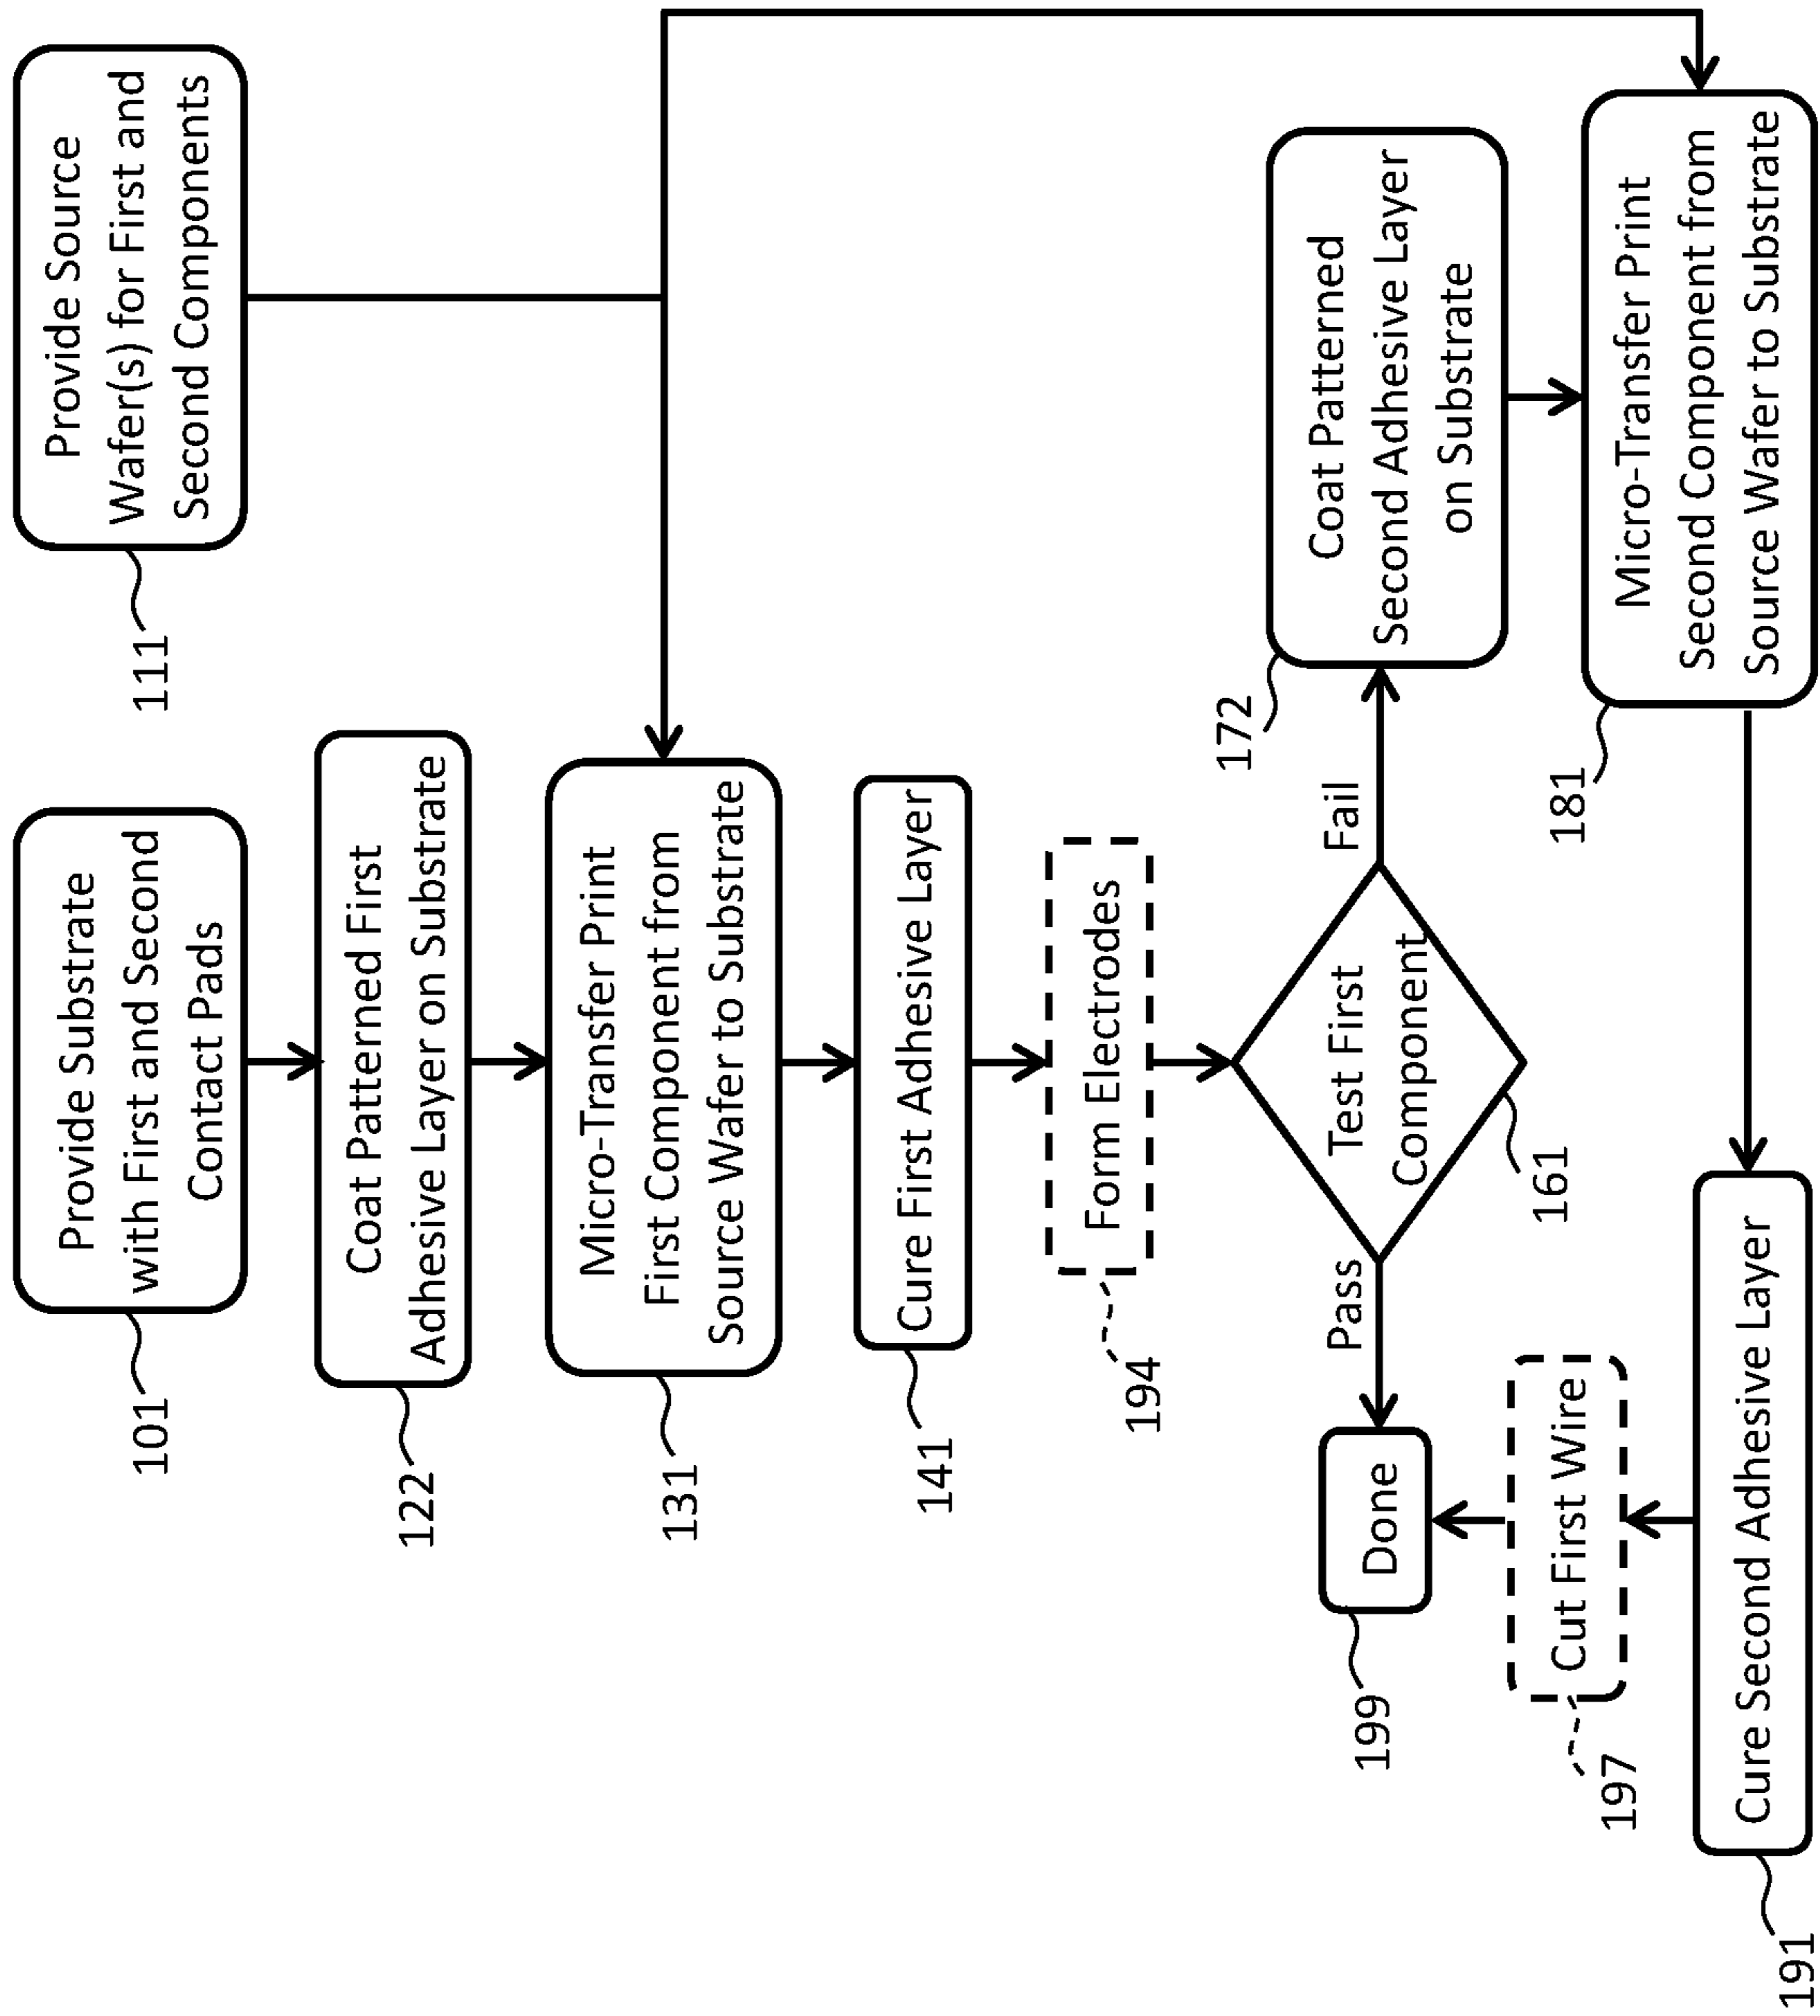 Provide Substrate
with First and Second
Contact Pads
101
Provide Source
Wafer(s) for First and
Second Components
111
Coat Patterned First
Adhesive Layer on Substrate
122
Micro-Transfer Print
First Component from
Source Wafer to Substrate
131
Cure First Adhesive Layer
141
Form Electrodes
194
Test First
Component
161
Pass
Fail
Done
199
Coat Patterned
Second Adhesive Layer
on Substrate
172
Micro-Transfer Print
Second Component from
Source Wafer to Substrate
181
Cut First Wire
197
Cure Second Adhesive Layer
191